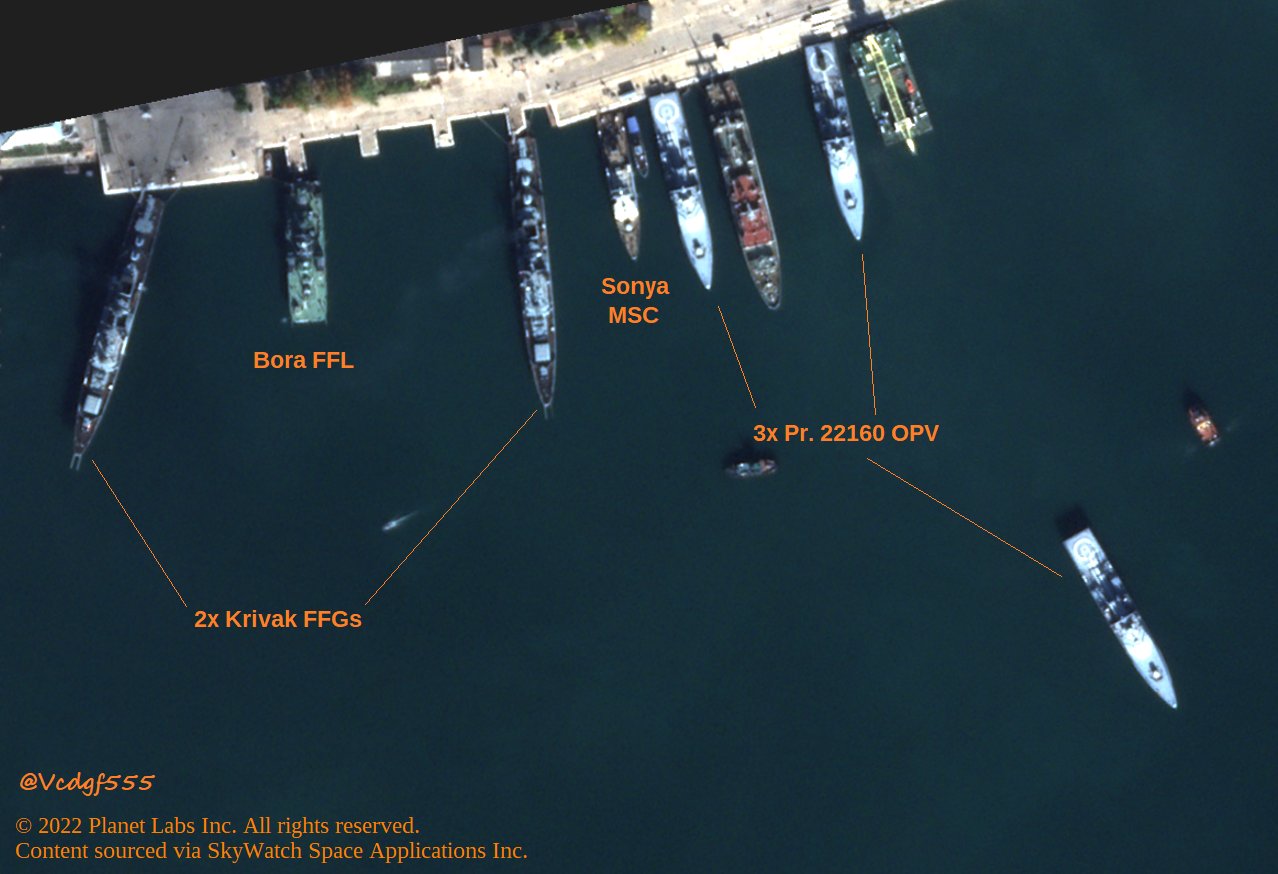 Sonya
MSC
Bora FFL
3x Pr. 22160 OPV
2x Krivak FFGs
@Vcdgf555
© 2022 Planet Labs Inc. All rights reserved.
Content sourced via SkyWatch Space Applications Inc.